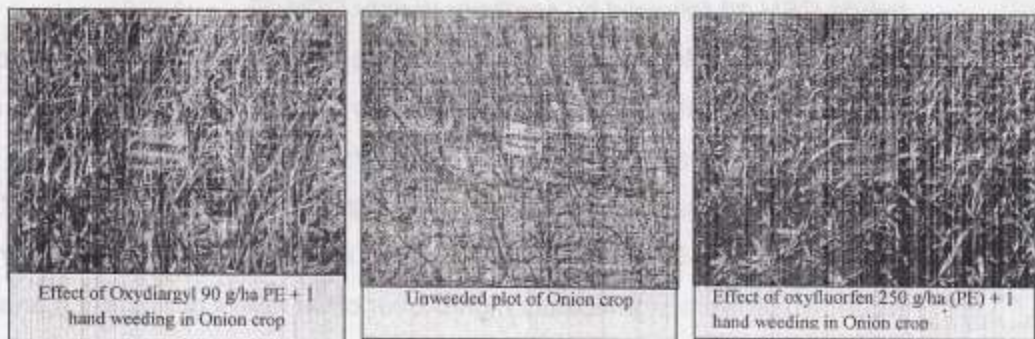 Effect of Oxydiargyl 90 g/ha PE + 1
hand weeding in Onion crop
Unweeded plot of Onion crop
Effect of oxyfluorfen 250 g/ha (PE) + 1
hand weeding in Onion crop